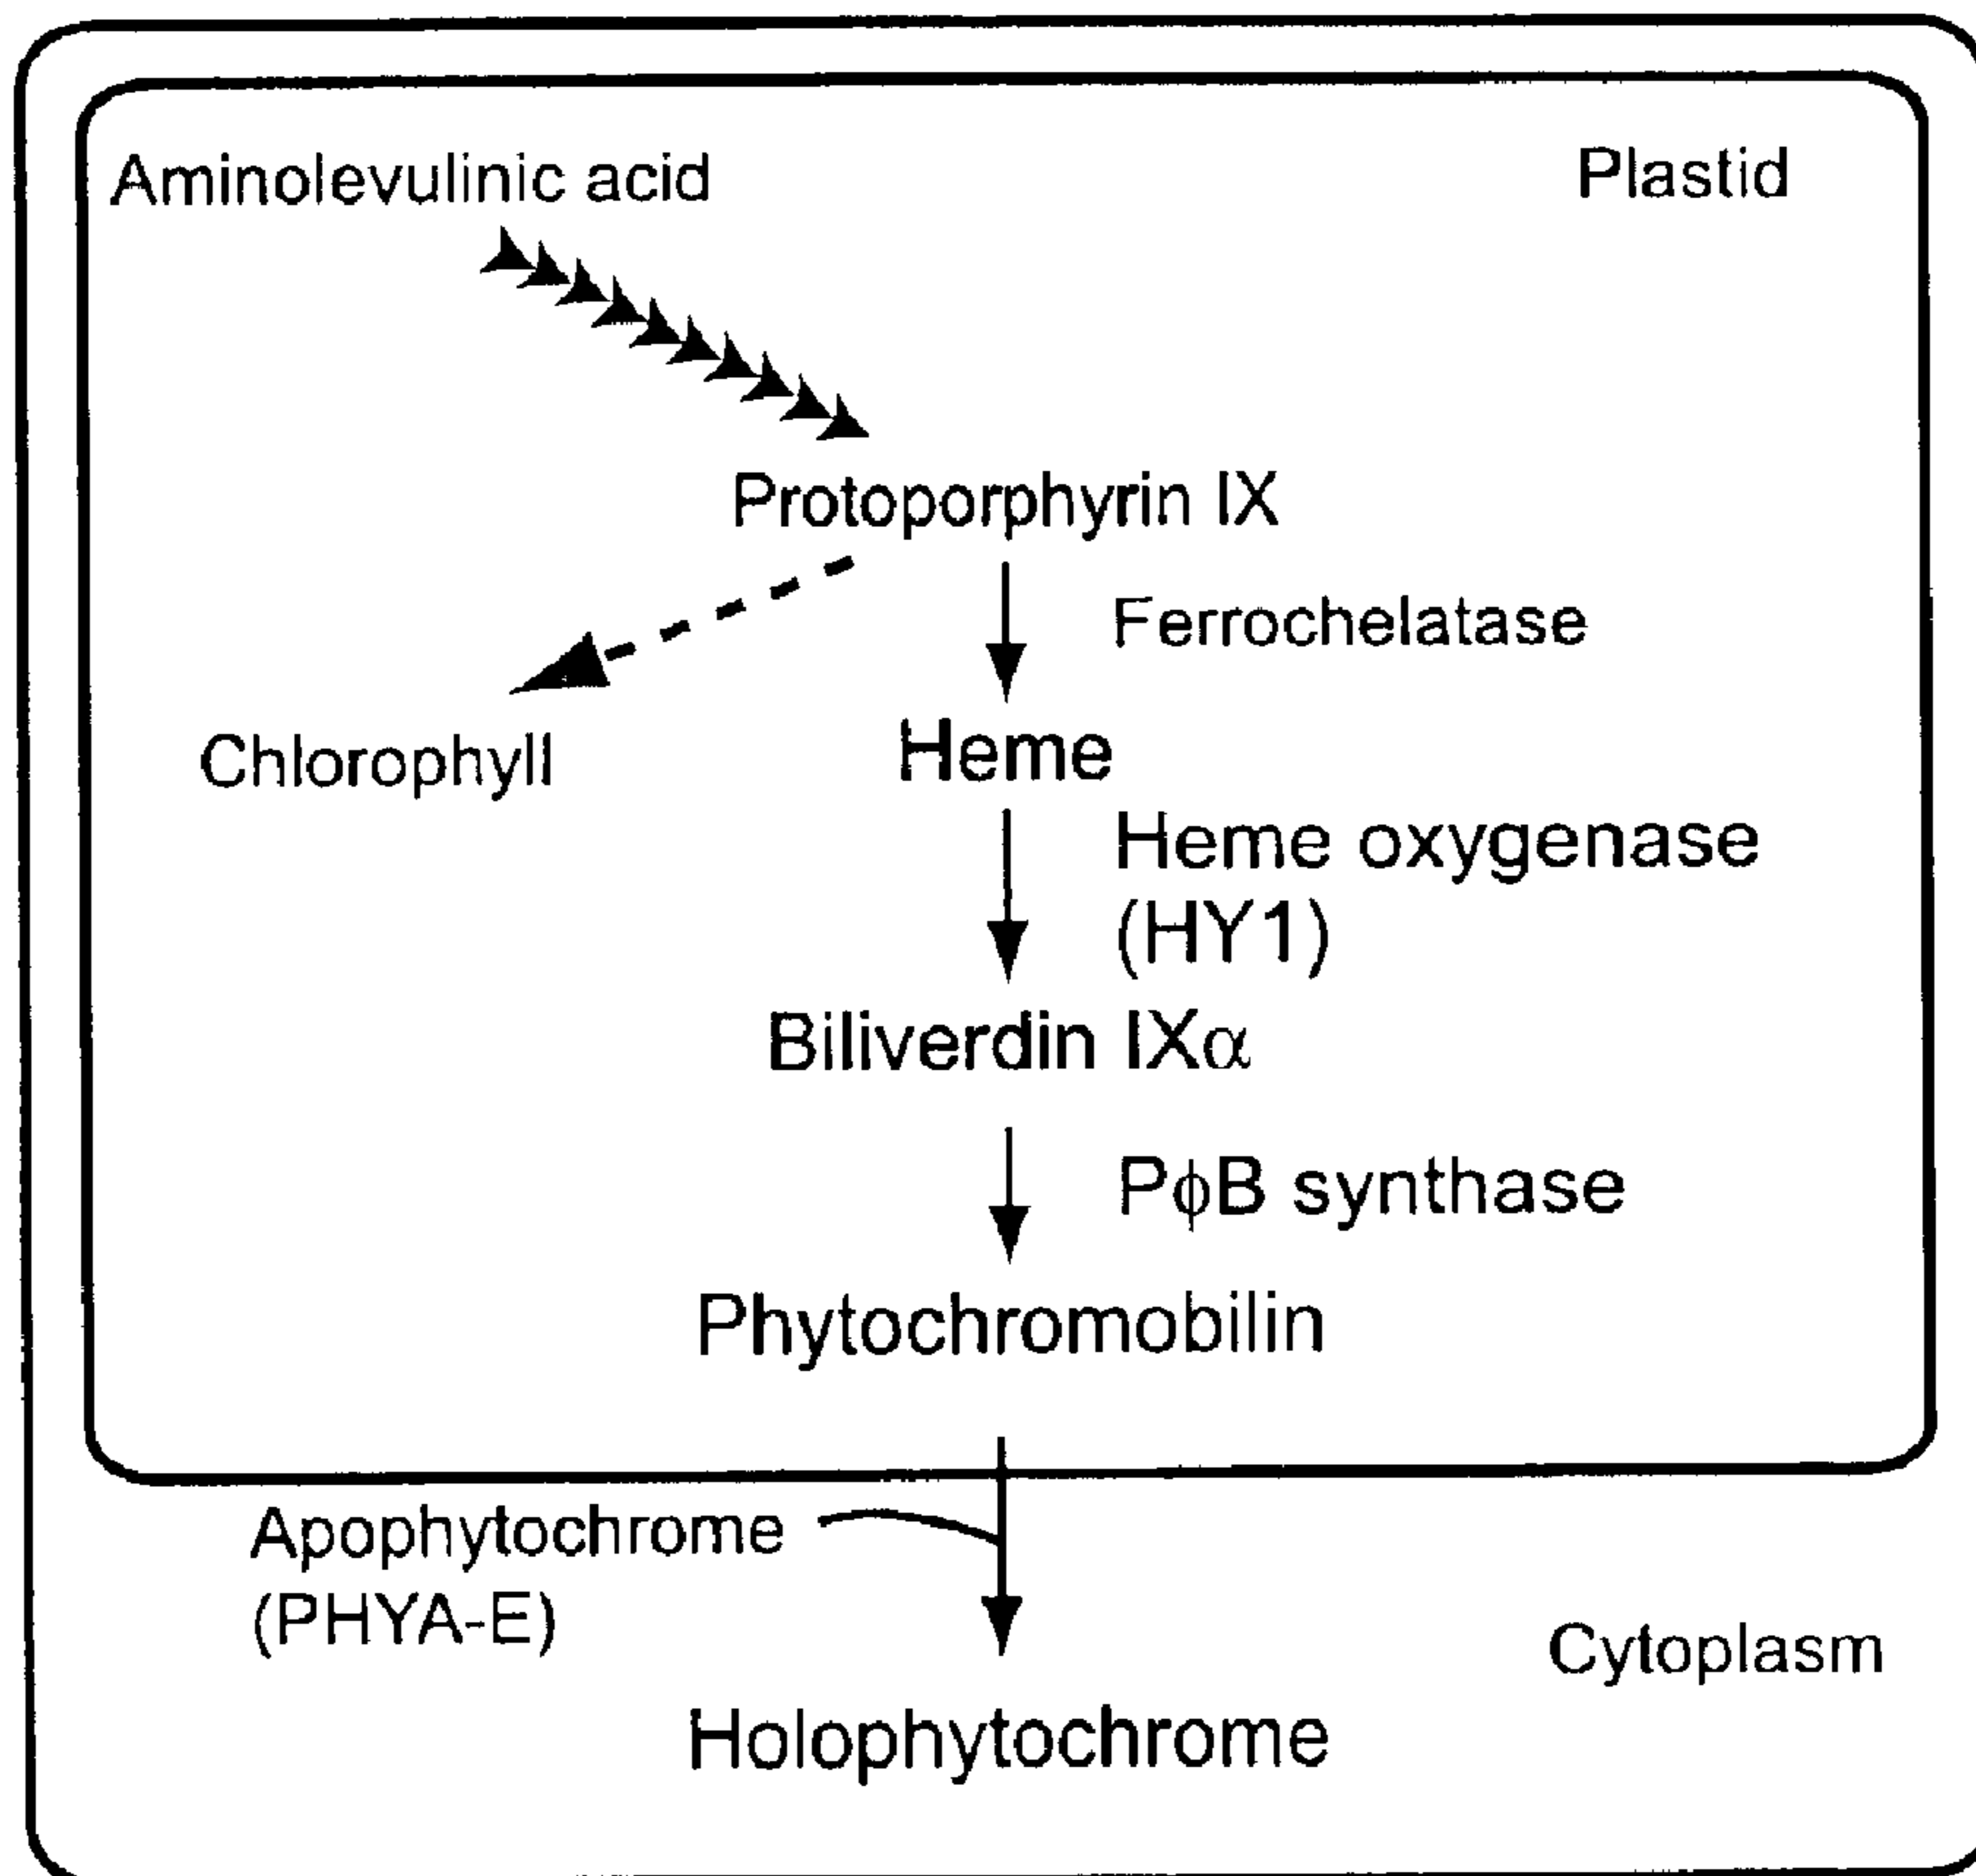 Aminolevulinic acid
Plastid
Protoporphyrin IX
Ferrochelatase
Chlorophyll
Heme
Heme oxygenase
(HY1)
Biliverdin IXα
PϕB synthase
Phytochromobilin
Apophytochrome
(PHYA-E)
Cytoplasm
Holophytochrome